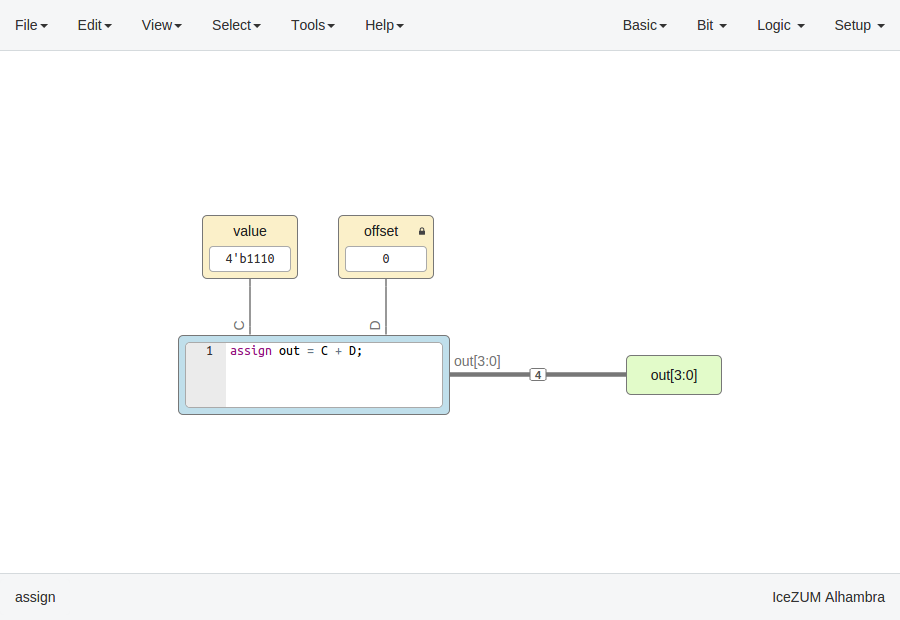 File Edit View Select Tools Help Basic Bit Logic Setup
value offset
4'b1110 0
C D
1 assign out = C + D;
out[3:0]
4 out[3:0]
assign IceZUM Alhambra